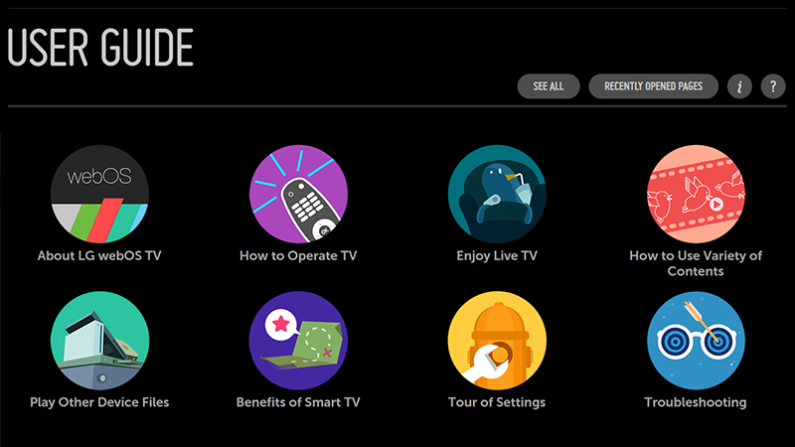 USER GUIDE
SEE ALL
RECENTLY OPENED PAGES
i
?
webOS
About LG webOS TV
How to Operate TV
Enjoy Live TV
How to Use Variety of
Contents
Play Other Device Files
Benefits of Smart TV
Tour of Settings
Troubleshooting